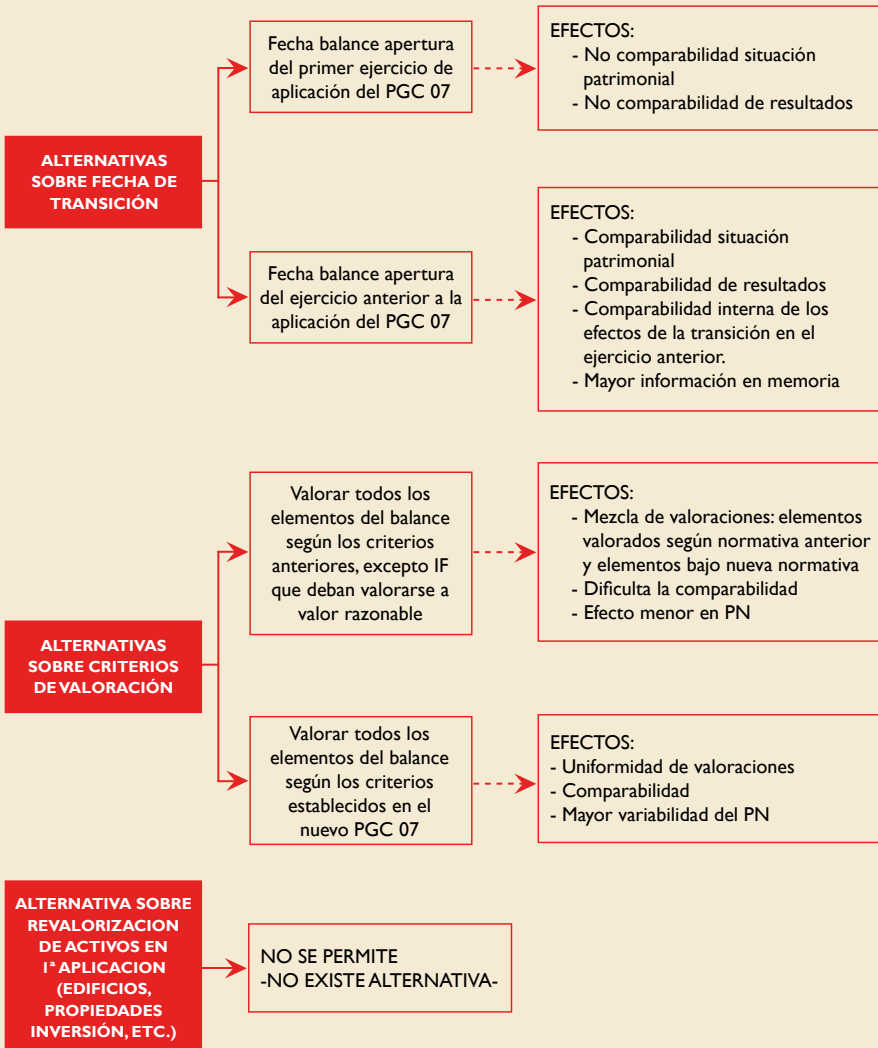 ALTERNATIVAS
SOBRE FECHA DE
TRANSICIÓN
Fecha balance apertura
del primer ejercicio de
aplicación del PGC 07
EFECTOS:
- No comparabilidad situación
patrimonial
- No comparabilidad de resultados
Fecha balance apertura
del ejercicio anterior a la
aplicación del PGC 07
EFECTOS:
- Comparabilidad situación
patrimonial
- Comparabilidad de resultados
- Comparabilidad interna de los
efectos de la transición en el
ejercicio anterior.
- Mayor información en memoria
ALTERNATIVAS
SOBRE CRITERIOS
DE VALORACIÓN
Valorar todos los
elementos del balance
según los criterios
anteriores, excepto IF
que deban valorarse a
valor razonable
EFECTOS:
- Mezcla de valoraciones: elementos
valorados según normativa anterior
y elementos bajo nueva normativa
- Dificulta la comparabilidad
- Efecto menor en PN
Valorar todos los
elementos del balance
según los criterios
establecidos en el
nuevo PGC 07
EFECTOS:
- Uniformidad de valoraciones
- Comparabilidad
- Mayor variabilidad del PN
ALTERNATIVA SOBRE
REVALORIZACION
DE ACTIVOS EN
1ª APLICACION
(EDIFICIOS,
PROPIEDADES
INVERSIÓN, ETC.)
NO SE PERMITE
-NO EXISTE ALTERNATIVA-